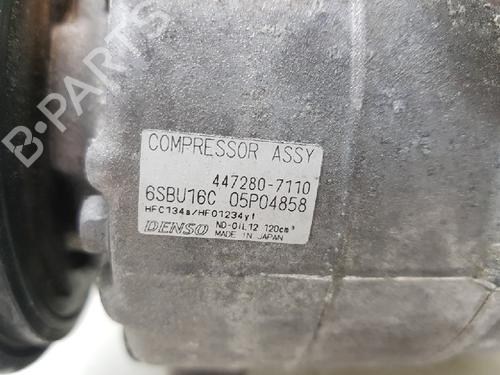 B-PARTS
COMPRESSOR ASSY
447280-7110
6SBU16C 05P04858
HFC134a/HFO1234yf
DENSO ND-OIL12 120cm³
MADE IN JAPAN